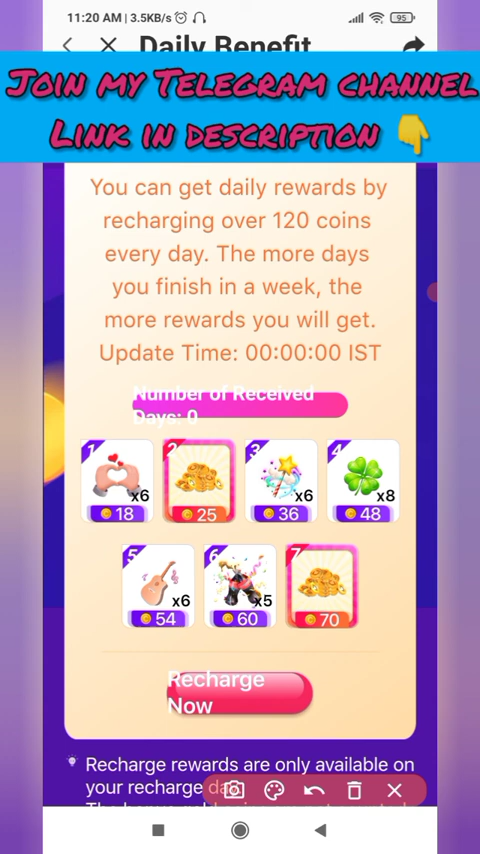 11:20 AM | 3.5KB/s
95
Daily Benefit
JOIN MY TELEGRAM CHANNEL
LINK IN DESCRIPTION 👇
You can get daily rewards by
recharging over 120 coins
every day. The more days
you finish in a week, the
more rewards you will get.
Update Time: 00:00:00 IST
Number of Received
Days: 0
1 2 3 4
x6 x6 x8
18 25 36 48
5 6 7
x6 x5
54 60 70
Recharge
Now
Recharge rewards are only available on
your recharge